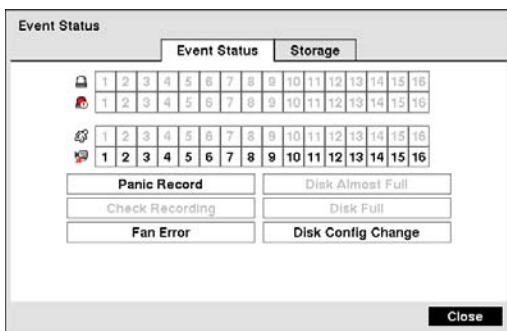 Event Status
Event Status Storage
1 2 3 4 5 6 7 8 9 10 11 12 13 14 15 16
1 2 3 4 5 6 7 8 9 10 11 12 13 14 15 16
1 2 3 4 5 6 7 8 9 10 11 12 13 14 15 16
1 2 3 4 5 6 7 8 9 10 11 12 13 14 15 16
Panic Record Disk Almost Full
Check Recording Disk Full
Fan Error Disk Config Change
Close